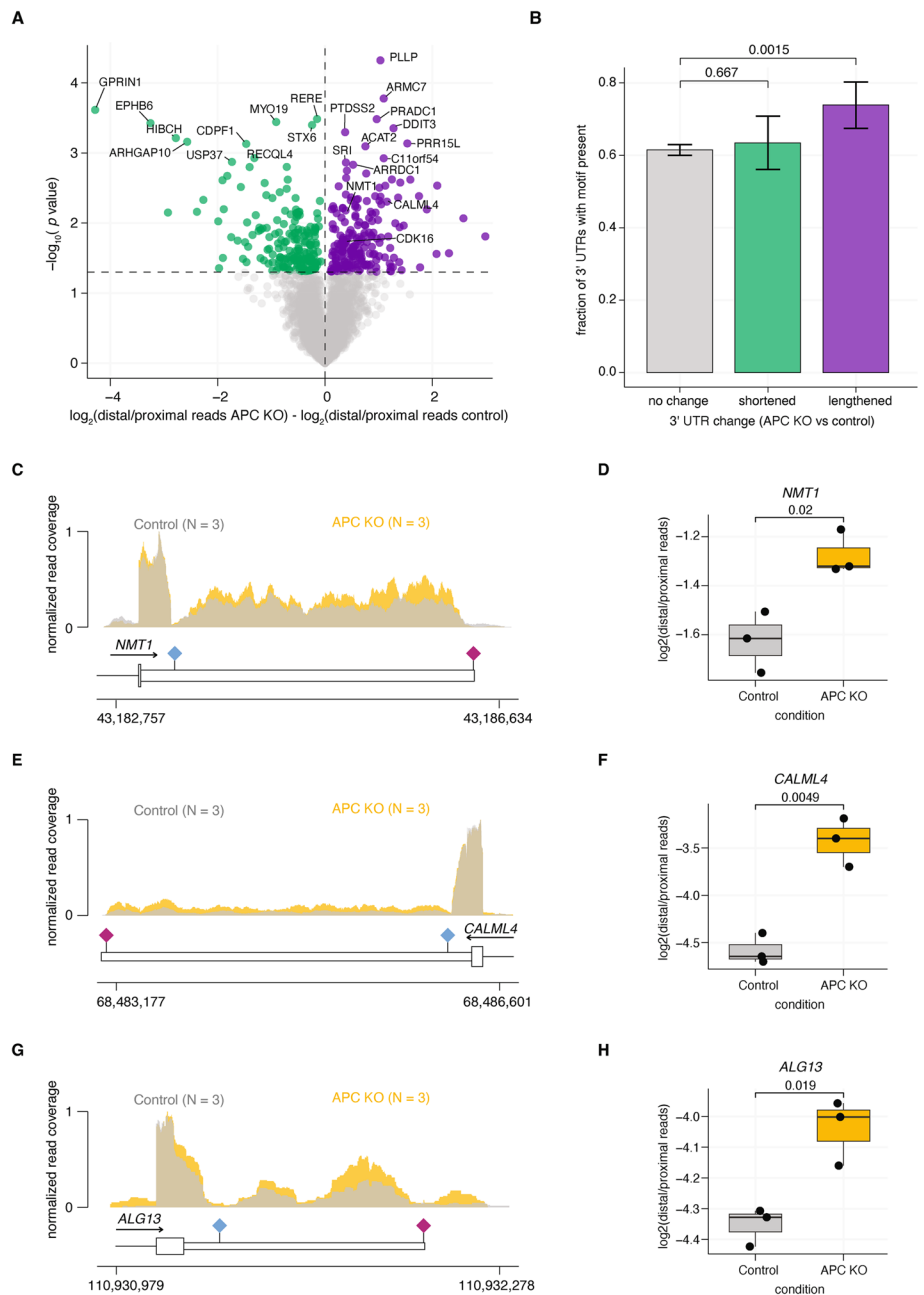 A
−log10( p value)
4
3
2
1
0
−4
−2
0
2
log2(distal/proximal reads APC KO) - log2(distal/proximal reads control)
GPRIN1
EPHB6
HIBCH
ARHGAP10
CDPF1
USP37
RECQL4
MYO19
RERE
STX6
PLLP
ARMC7
PTDSS2
PRADC1
DDIT3
ACAT2
PRR15L
SRI
C11orf54
ARRDC1
NMT1
CALML4
CDK16
B
fraction of 3' UTRs with motif present
0.0015
0.667
0.8
0.6
0.4
0.2
0.0
no change
shortened
lengthened
3' UTR change (APC KO vs control)
C
normalized read coverage
Control (N = 3)
APC KO (N = 3)
1
0
NMT1
43,182,757
43,186,634
D
NMT1
0.02
log2(distal/proximal reads)
−1.2
−1.4
−1.6
Control
APC KO
condition
E
normalized read coverage
Control (N = 3)
APC KO (N = 3)
1
0
CALML4
68,483,177
68,486,601
F
CALML4
0.0049
log2(distal/proximal reads)
−3.5
−4.0
−4.5
Control
APC KO
condition
G
normalized read coverage
Control (N = 3)
APC KO (N = 3)
1
0
ALG13
110,930,979
110,932,278
H
ALG13
0.019
log2(distal/proximal reads)
−4.0
−4.1
−4.2
−4.3
−4.4
Control
APC KO
condition